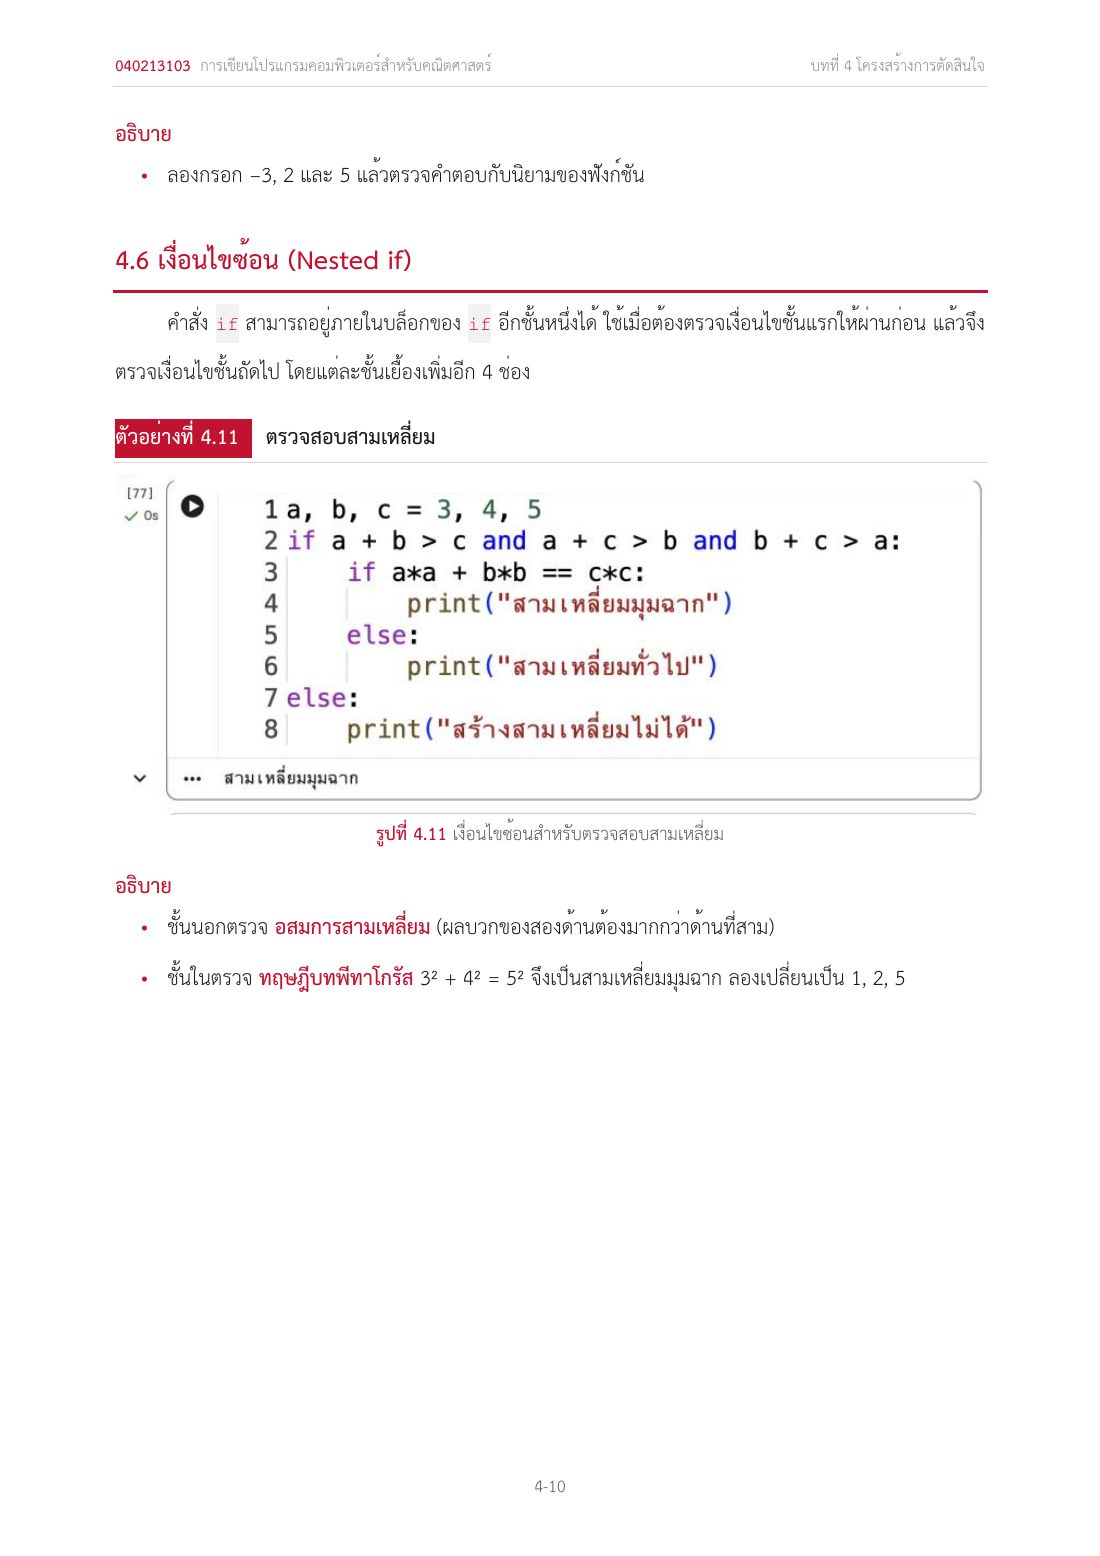 040213103 การเขียนโปรแกรมคอมพิวเตอร์สำหรับคณิตศาสตร์ บทที่ 4 โครงสร้างการตัดสินใจ
อธิบาย
• ลองกรอก –3, 2 และ 5 แล้วตรวจคำตอบกับนิยามของฟังก์ชัน
4.6 เงื่อนไขซ้อน (Nested if)
คำสั่ง if สามารถอยู่ภายในบล็อกของ if อีกชั้นหนึ่งได้ ใช้เมื่อต้องตรวจเงื่อนไขชั้นแรกให้ผ่านก่อน แล้วจึง
ตรวจเงื่อนไขชั้นถัดไป โดยแต่ละชั้นเยื้องเพิ่มอีก 4 ช่อง
ตัวอย่างที่ 4.11 ตรวจสอบสามเหลี่ยม
[77]
0s
1 a, b, c = 3, 4, 5
2 if a + b > c and a + c > b and b + c > a:
3     if a*a + b*b == c*c:
4         print("สามเหลี่ยมมุมฉาก")
5     else:
6         print("สามเหลี่ยมทั่วไป")
7 else:
8     print("สร้างสามเหลี่ยมไม่ได้")
••• สามเหลี่ยมมุมฉาก
รูปที่ 4.11 เงื่อนไขซ้อนสำหรับตรวจสอบสามเหลี่ยม
อธิบาย
• ชั้นนอกตรวจ อสมการสามเหลี่ยม (ผลบวกของสองด้านต้องมากกว่าด้านที่สาม)
• ชั้นในตรวจ ทฤษฎีบทพีทาโกรัส 3² + 4² = 5² จึงเป็นสามเหลี่ยมมุมฉาก ลองเปลี่ยนเป็น 1, 2, 5
4-10